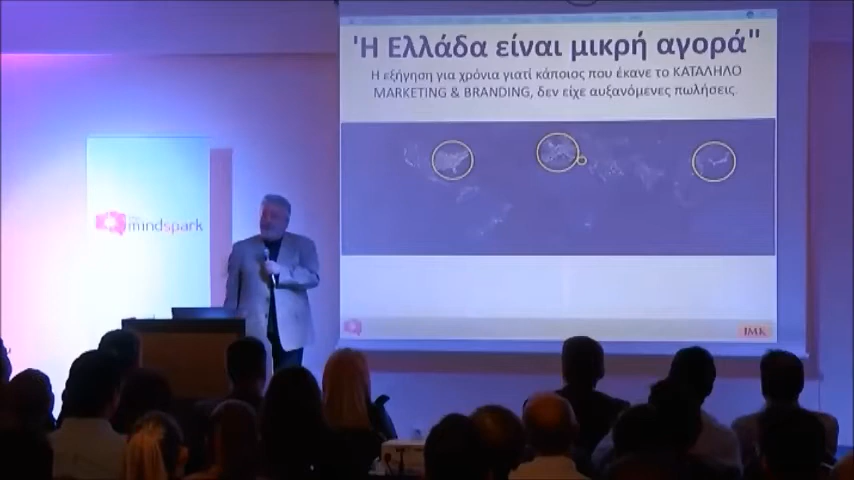 'Η Ελλάδα είναι μικρή αγορά"
Η εξήγηση για χρόνια γιατί κάποιος που έκανε το ΚΑΤΑΛΗΛΟ
MARKETING & BRANDING, δεν είχε αυξανόμενες πωλήσεις.
mindspark
IMK